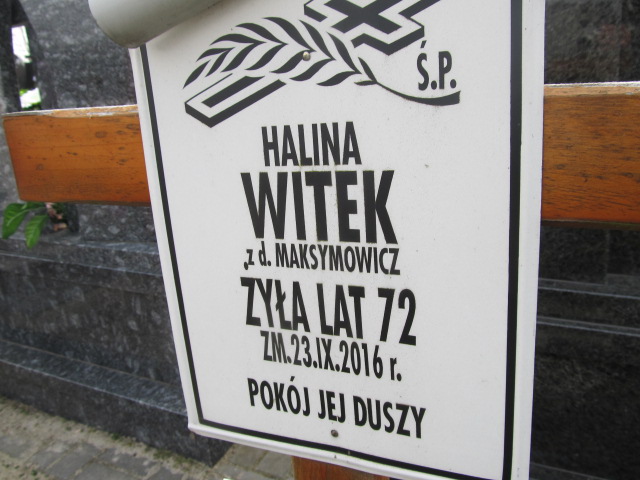 Ś.P.
HALINA
WITEK
z d. MAKSYMOWICZ
ŻYŁA LAT 72
ZM.23.IX.2016 r.
POKÓJ JEJ DUSZY